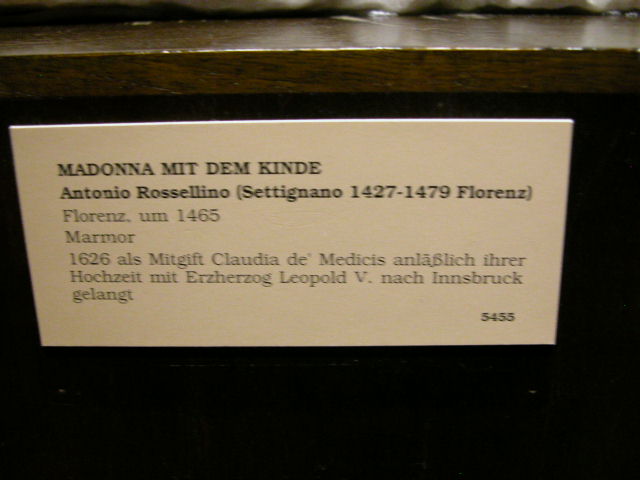 MADONNA MIT DEM KINDE
Antonio Rossellino (Settignano 1427-1479 Florenz)
Florenz, um 1465
Marmor
1626 als Mitgift Claudia de' Medicis anläßlich ihrer
Hochzeit mit Erzherzog Leopold V. nach Innsbruck
gelangt
5455